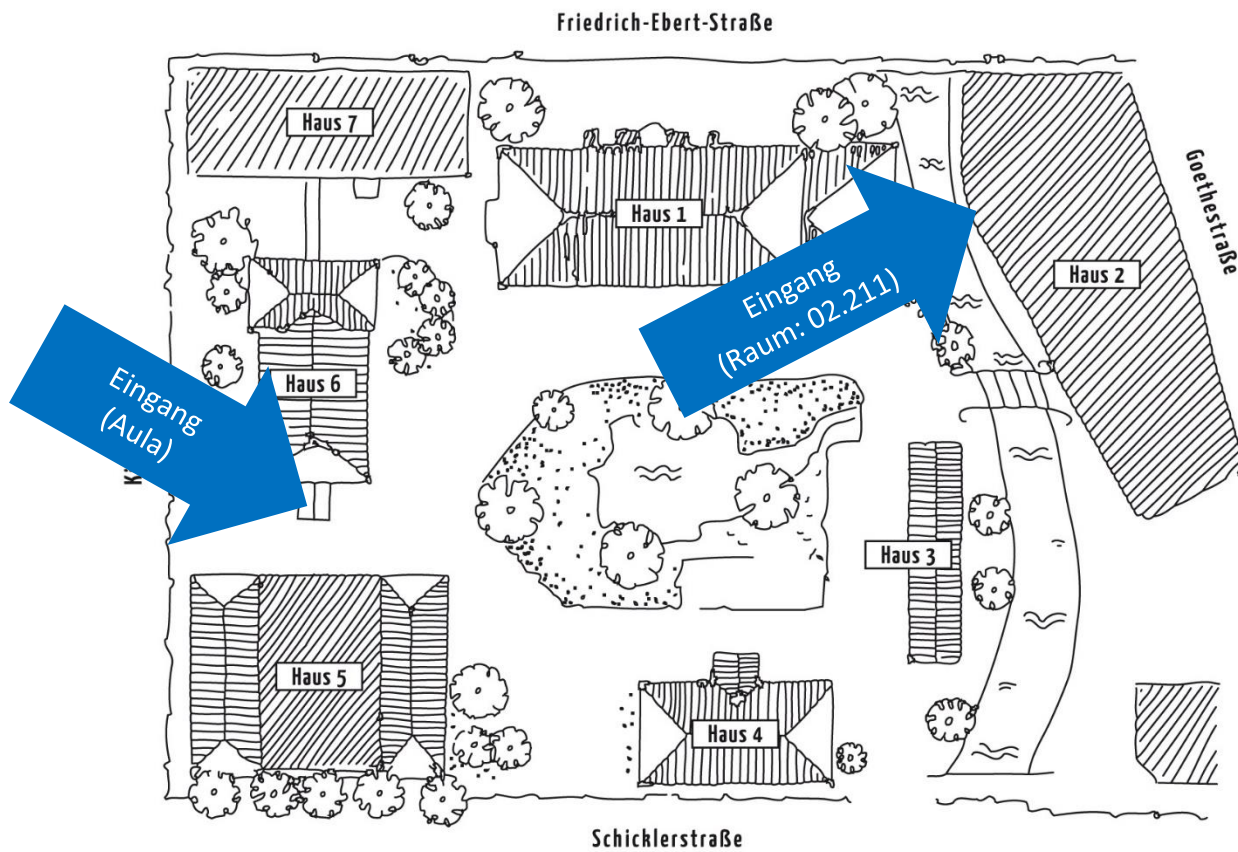 Friedrich-Ebert-Straße
Haus 7
Haus 1
Goethestraße
Haus 2
Eingang
(Raum: 02.211)
Haus 6
Eingang
(Aula)
Haus 3
Haus 5
Haus 4
Schicklerstraße